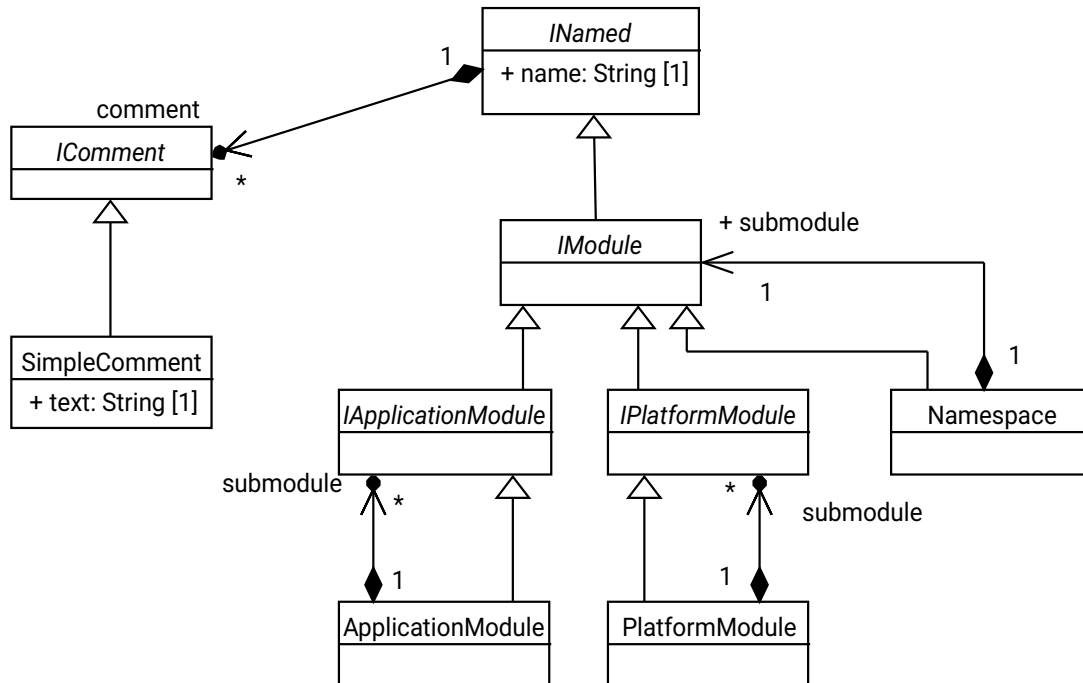 INamed
+ name: String [1]
1
comment
IComment
*
+ submodule
IModule
1
SimpleComment
+ text: String [1]
1
IApplicationModule
IPlatformModule
Namespace
submodule
*
*
submodule
1
1
ApplicationModule
PlatformModule